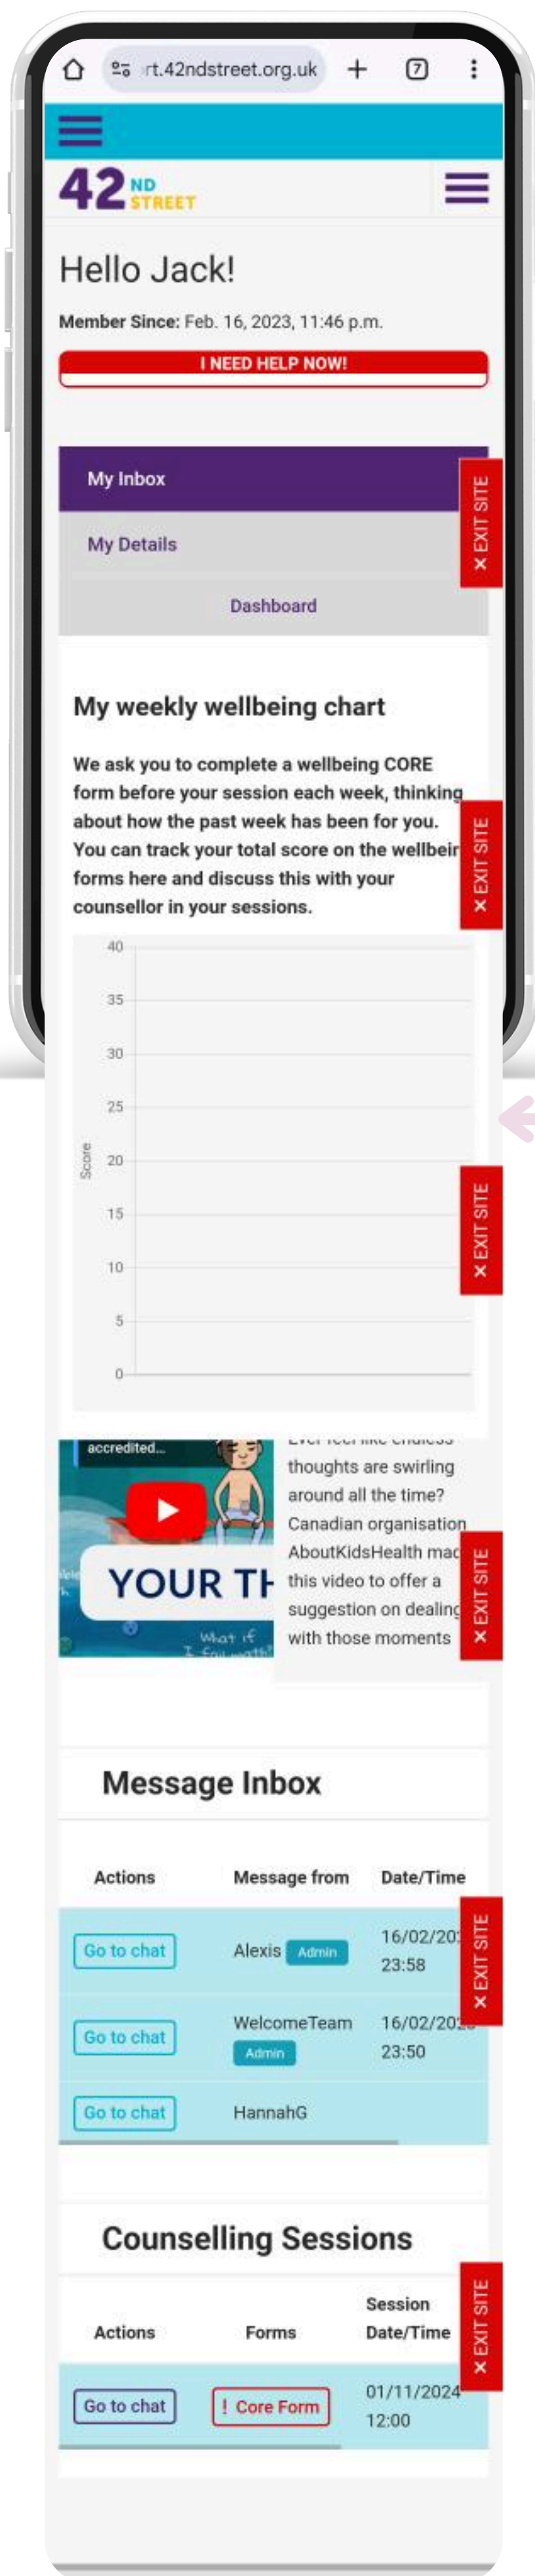 rt.42ndstreet.org.uk
7
42 ND
STREET
Hello Jack!
Member Since: Feb. 16, 2023, 11:46 p.m.
I NEED HELP NOW!
My Inbox
× EXIT SITE
My Details
Dashboard
My weekly wellbeing chart
We ask you to complete a wellbeing CORE
form before your session each week, thinking
about how the past week has been for you.
You can track your total score on the wellbeir
forms here and discuss this with your
counsellor in your sessions.
× EXIT SITE
40
35
30
25
20
15
10
5
0
Score
× EXIT SITE
accredited...
YOUR TH
What if
I fail math?
thoughts are swirling
around all the time?
Canadian organisation
AboutKidsHealth mac
this video to offer a
suggestion on dealing
with those moments
× EXIT SITE
Message Inbox
Actions Message from Date/Time
Go to chat Alexis Admin 16/02/20
23:58
× EXIT SITE
Go to chat WelcomeTeam Admin 16/02/20
23:50
Go to chat HannahG
Counselling Sessions
Actions Forms Session Date/Time
× EXIT SITE
Go to chat ! Core Form 01/11/2024
12:00